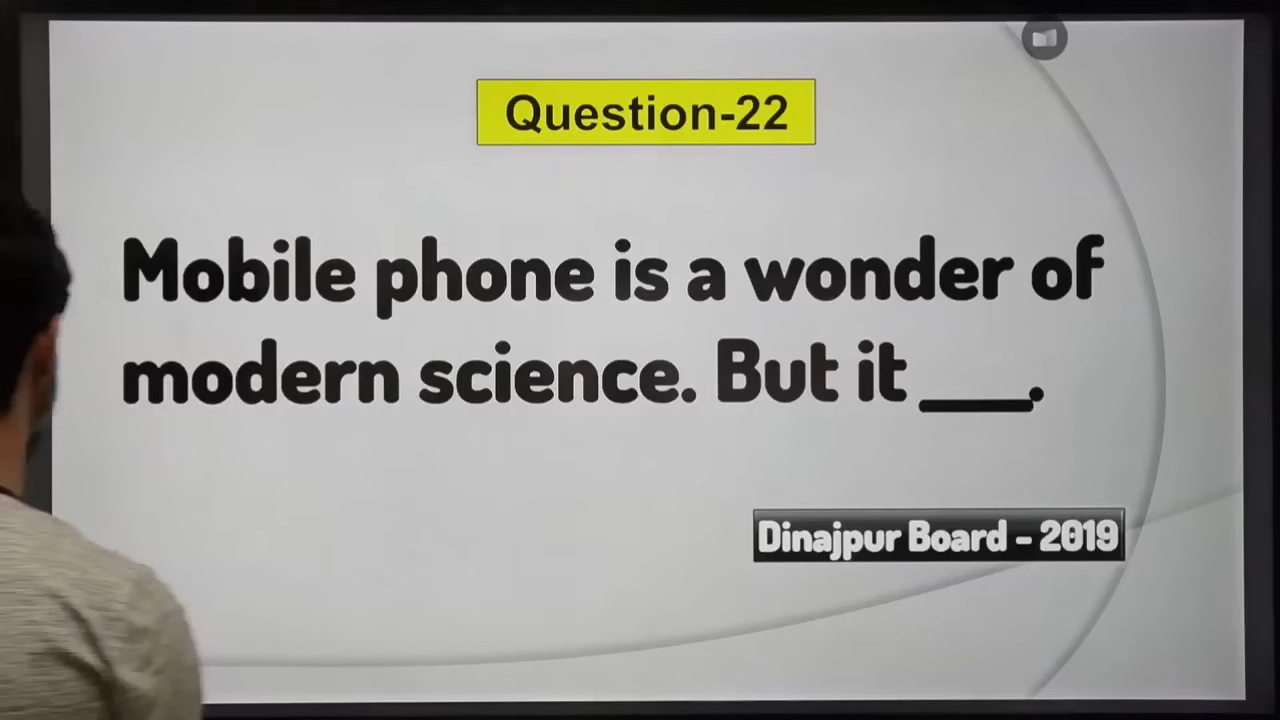 Question-22
Mobile phone is a wonder of
modern science. But it ___.
Dinajpur Board - 2019